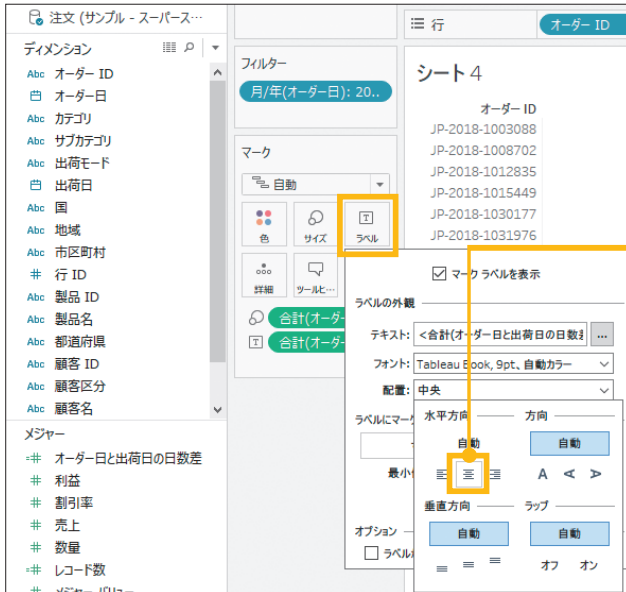 注文 (サンプル - スーパース…
ディメンション
Abc オーダー ID
オーダー日
Abc カテゴリ
Abc サブカテゴリ
Abc 出荷モード
出荷日
Abc 国
Abc 地域
Abc 市区町村
# 行 ID
Abc 製品 ID
Abc 製品名
Abc 都道府県
Abc 顧客 ID
Abc 顧客区分
Abc 顧客名
メジャー
=# オーダー日と出荷日の日数差
# 利益
# 割引率
# 売上
# 数量
=# レコード数
# メジャー バリュー
フィルター
月/年(オーダー日): 20..
マーク
自動
色 サイズ ラベル
詳細 ツールヒ…
合計(オーダ
合計(オーダ
行 オーダー ID
シート 4
オーダー ID
JP-2018-1003088
JP-2018-1008702
JP-2018-1012835
JP-2018-1015449
JP-2018-1030177
JP-2018-1031976
マーク ラベルを表示
ラベルの外観
テキスト: <合計(オーダー日と出荷日の日数差 ...
フォント: Tableau Book, 9pt、自動カラー
配置: 中央
ラベルにマー
最小
オプション
ラベル
水平方向 方向
自動 自動
A A A
垂直方向 ラップ
自動 自動
オフ オン